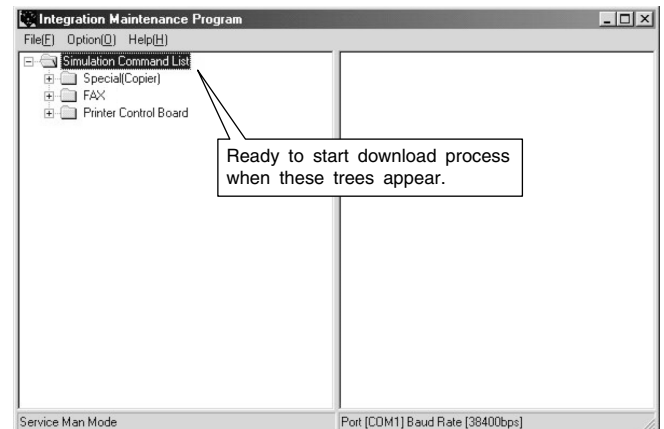 Integration Maintenance Program
File(F) Option(O) Help(H)
Simulation Command List
Special(Copier)
FAX
Printer Control Board
Ready to start download process
when these trees appear.
Service Man Mode
Port [COM1] Baud Rate [38400bps]